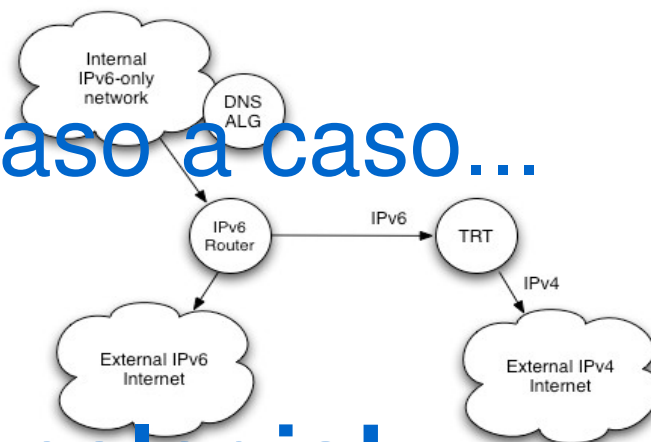 Internal
IPv6-only
network
DNS
ALG
aso a caso...
IPv6
Router
IPv6
TRT
IPv4
External IPv6
Internet
External IPv4
Internet